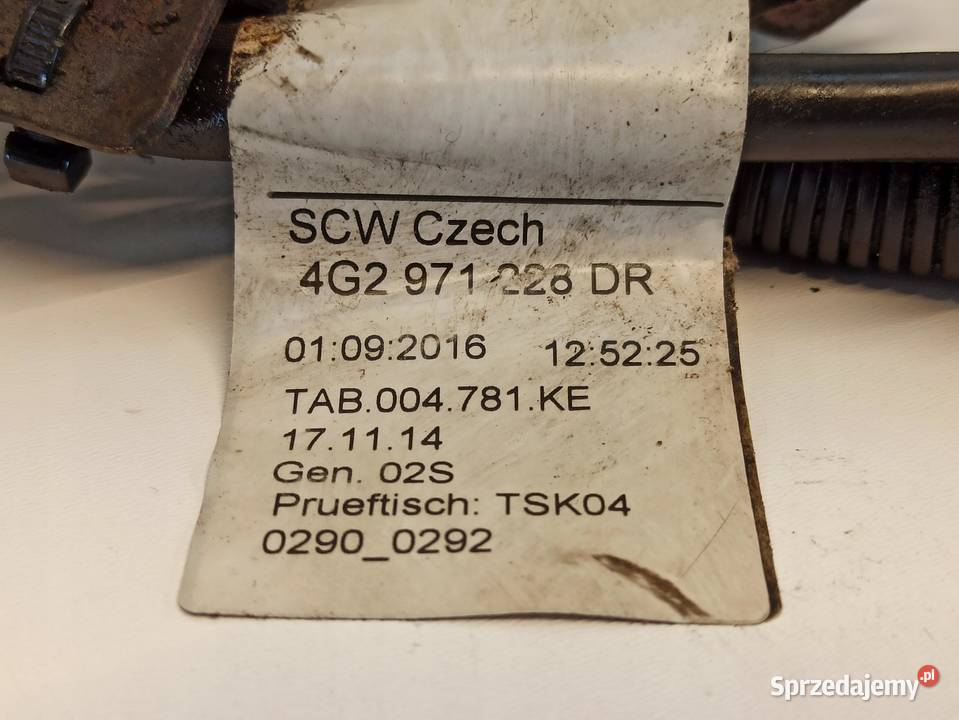 SCW Czech
4G2 971 228 DR
01:09:2016 12:52:25
TAB.004.781.KE
17.11.14
Gen. 02S
Prueftisch: TSK04
0290_0292
Sprzedajemy.pl